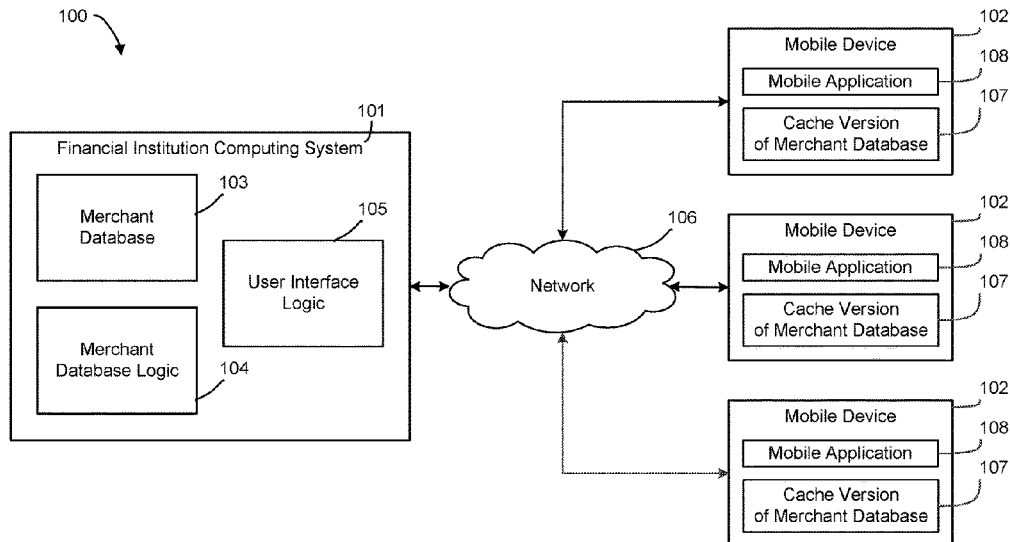 100
101
Financial Institution Computing System
103
Merchant
Database
105
User Interface
Logic
Merchant
Database Logic
104
106
Network
102
Mobile Device
108
Mobile Application
107
Cache Version
of Merchant Database
102
Mobile Device
108
Mobile Application
107
Cache Version
of Merchant Database
102
Mobile Device
108
Mobile Application
107
Cache Version
of Merchant Database